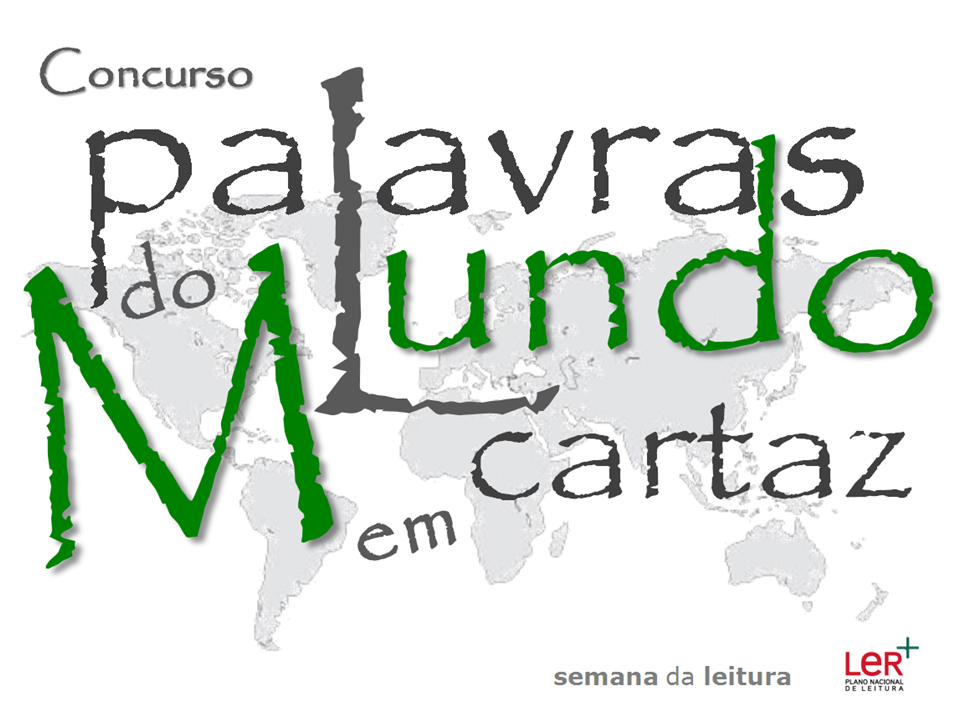 Concurso
paLavras
do
Mundo
em
cartaz
semana da leitura
LeR+
PLANO NACIONAL
DE LEITURA